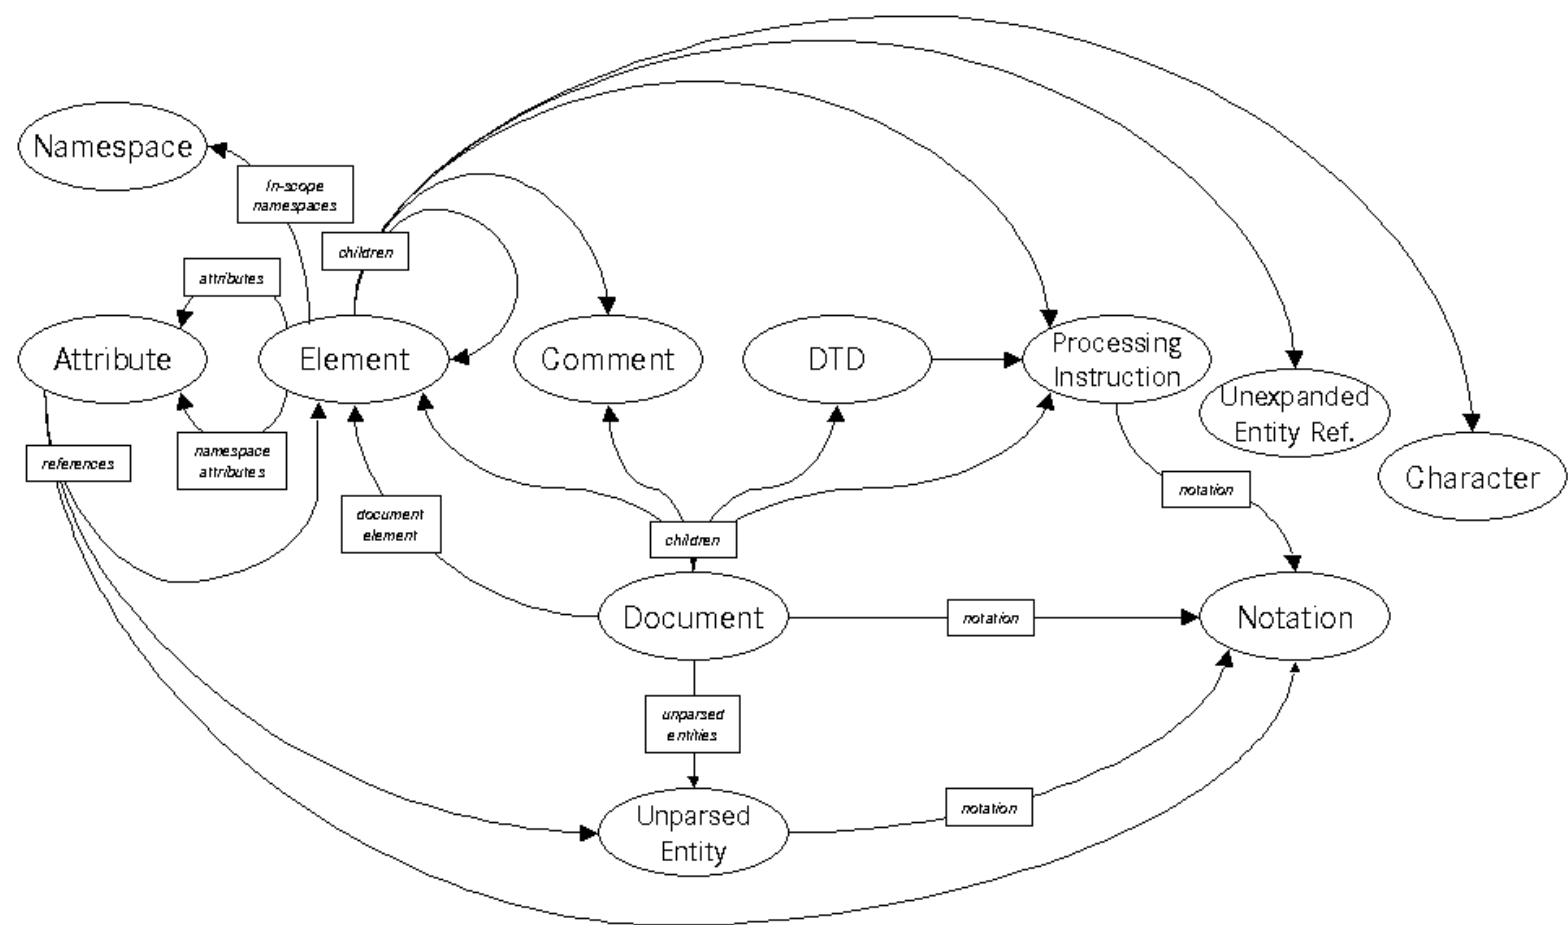 Namespace
In-scope
namespaces
children
attributes
Attribute
Element
Comment
DTD
Processing
Instruction
Unexpanded
Entity Ref.
Character
references
namespace
attributes
notation
document
element
children
Document
notation
Notation
unparsed
entities
Unparsed
Entity
notation